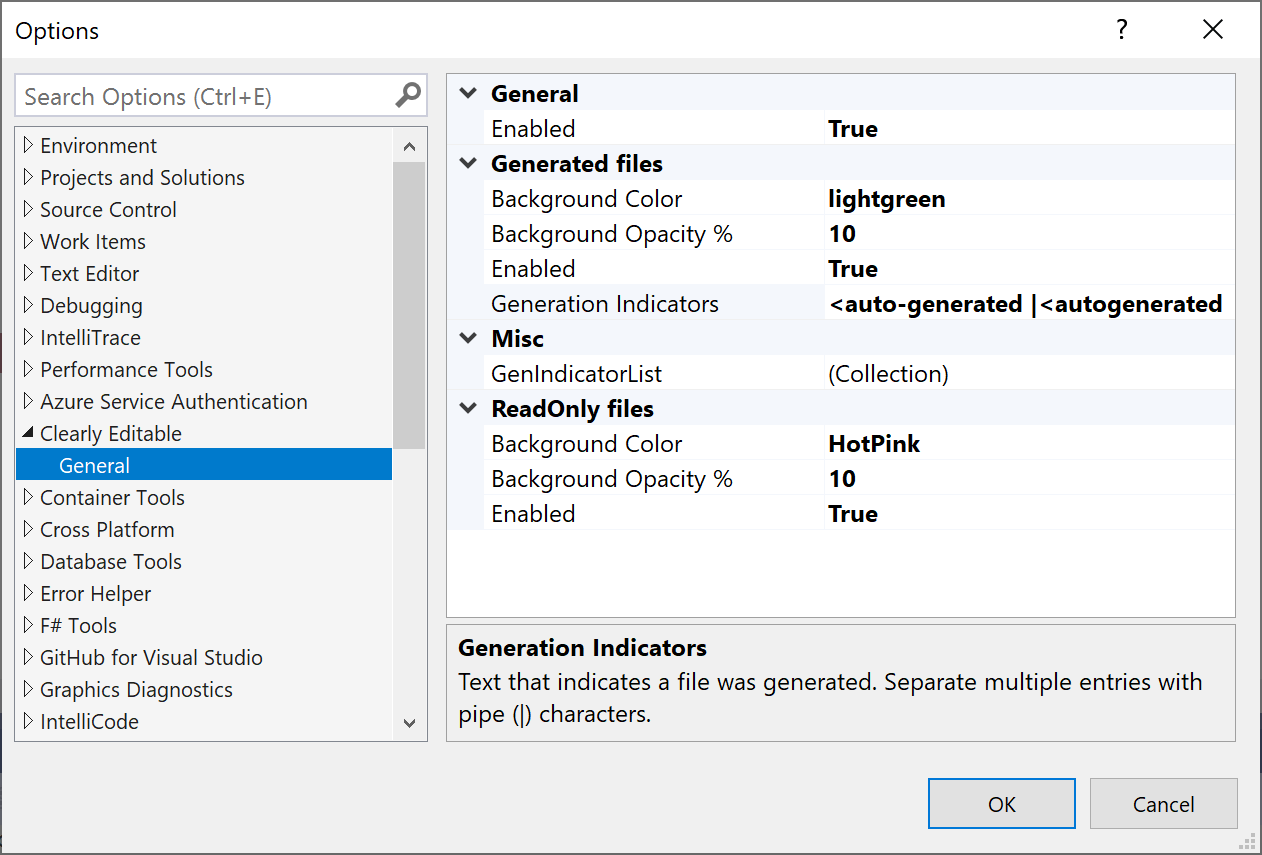 Options
?
Search Options (Ctrl+E)
Environment
Projects and Solutions
Source Control
Work Items
Text Editor
Debugging
IntelliTrace
Performance Tools
Azure Service Authentication
Clearly Editable
General
Container Tools
Cross Platform
Database Tools
Error Helper
F# Tools
GitHub for Visual Studio
Graphics Diagnostics
IntelliCode
General
Enabled True
Generated files
Background Color lightgreen
Background Opacity % 10
Enabled True
Generation Indicators <auto-generated |<autogenerated
Misc
GenIndicatorList (Collection)
ReadOnly files
Background Color HotPink
Background Opacity % 10
Enabled True
Generation Indicators
Text that indicates a file was generated. Separate multiple entries with
pipe (|) characters.
OK Cancel